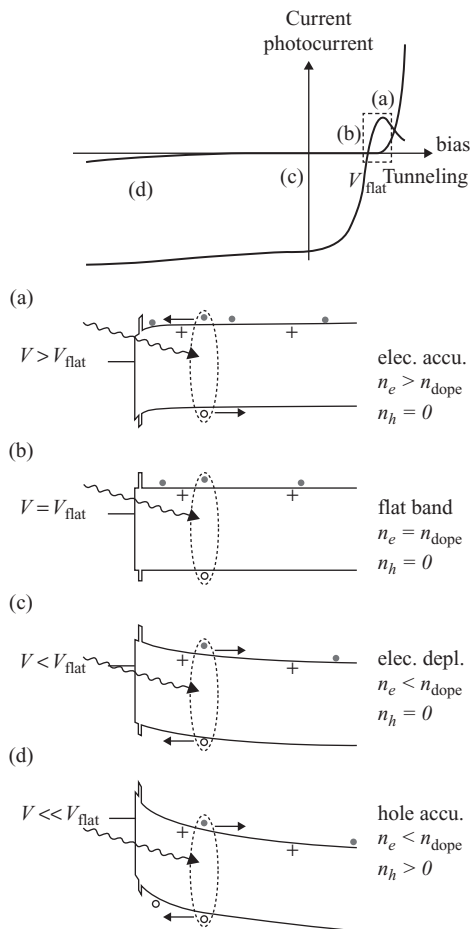 Current
photocurrent
(a)
(b)
bias
(d)
(c)
V_flat
Tunneling
(a)
V > V_flat
elec. accu.
n_e > n_dope
n_h = 0
(b)
V = V_flat
flat band
n_e = n_dope
n_h = 0
(c)
V < V_flat
elec. depl.
n_e < n_dope
n_h = 0
(d)
V << V_flat
hole accu.
n_e < n_dope
n_h > 0